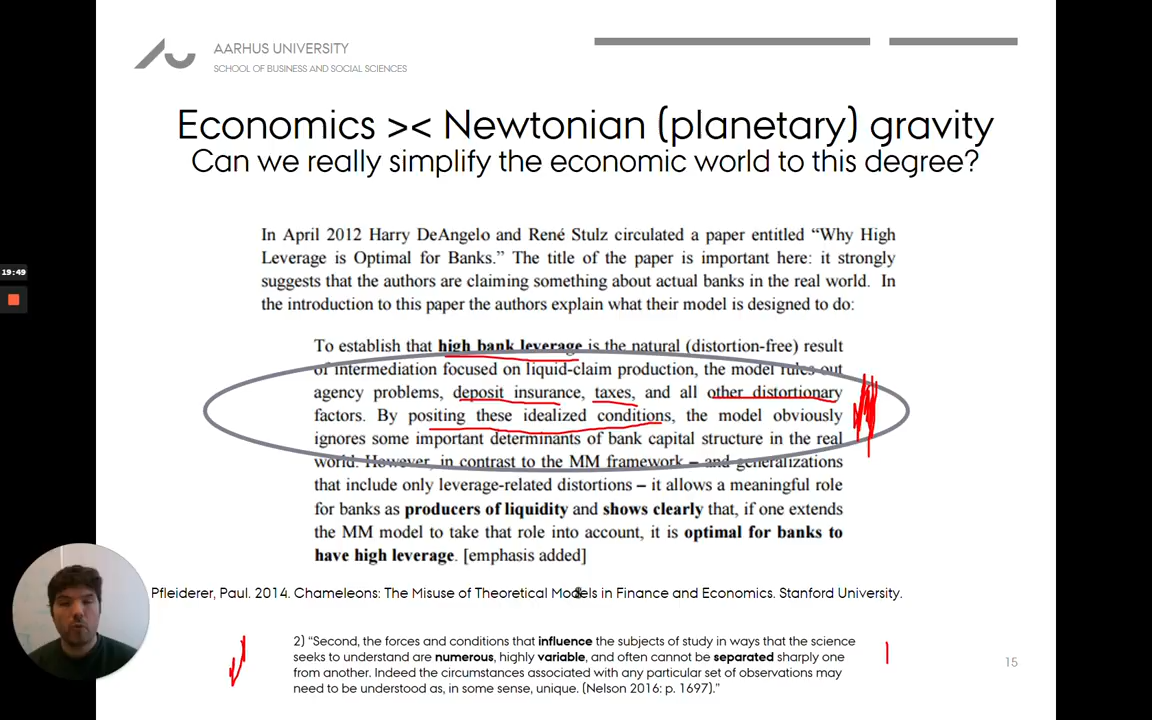 AARHUS UNIVERSITY
SCHOOL OF BUSINESS AND SOCIAL SCIENCES
Economics >< Newtonian (planetary) gravity
Can we really simplify the economic world to this degree?
In April 2012 Harry DeAngelo and René Stulz circulated a paper entitled “Why High
Leverage is Optimal for Banks.” The title of the paper is important here: it strongly
suggests that the authors are claiming something about actual banks in the real world. In
the introduction to this paper the authors explain what their model is designed to do:
To establish that high bank leverage is the natural (distortion-free) result
of intermediation focused on liquid-claim production, the model rules out
agency problems, deposit insurance, taxes, and all other distortionary
factors. By positing these idealized conditions, the model obviously
ignores some important determinants of bank capital structure in the real
world. However, in contrast to the MM framework – and generalizations
that include only leverage-related distortions – it allows a meaningful role
for banks as producers of liquidity and shows clearly that, if one extends
the MM model to take that role into account, it is optimal for banks to
have high leverage. [emphasis added]
19:49
Pfleiderer, Paul. 2014. Chameleons: The Misuse of Theoretical Models in Finance and Economics. Stanford University.
2) “Second, the forces and conditions that influence the subjects of study in ways that the science
seeks to understand are numerous, highly variable, and often cannot be separated sharply one
from another. Indeed the circumstances associated with any particular set of observations may
need to be understood as, in some sense, unique. (Nelson 2016: p. 1697).”
15